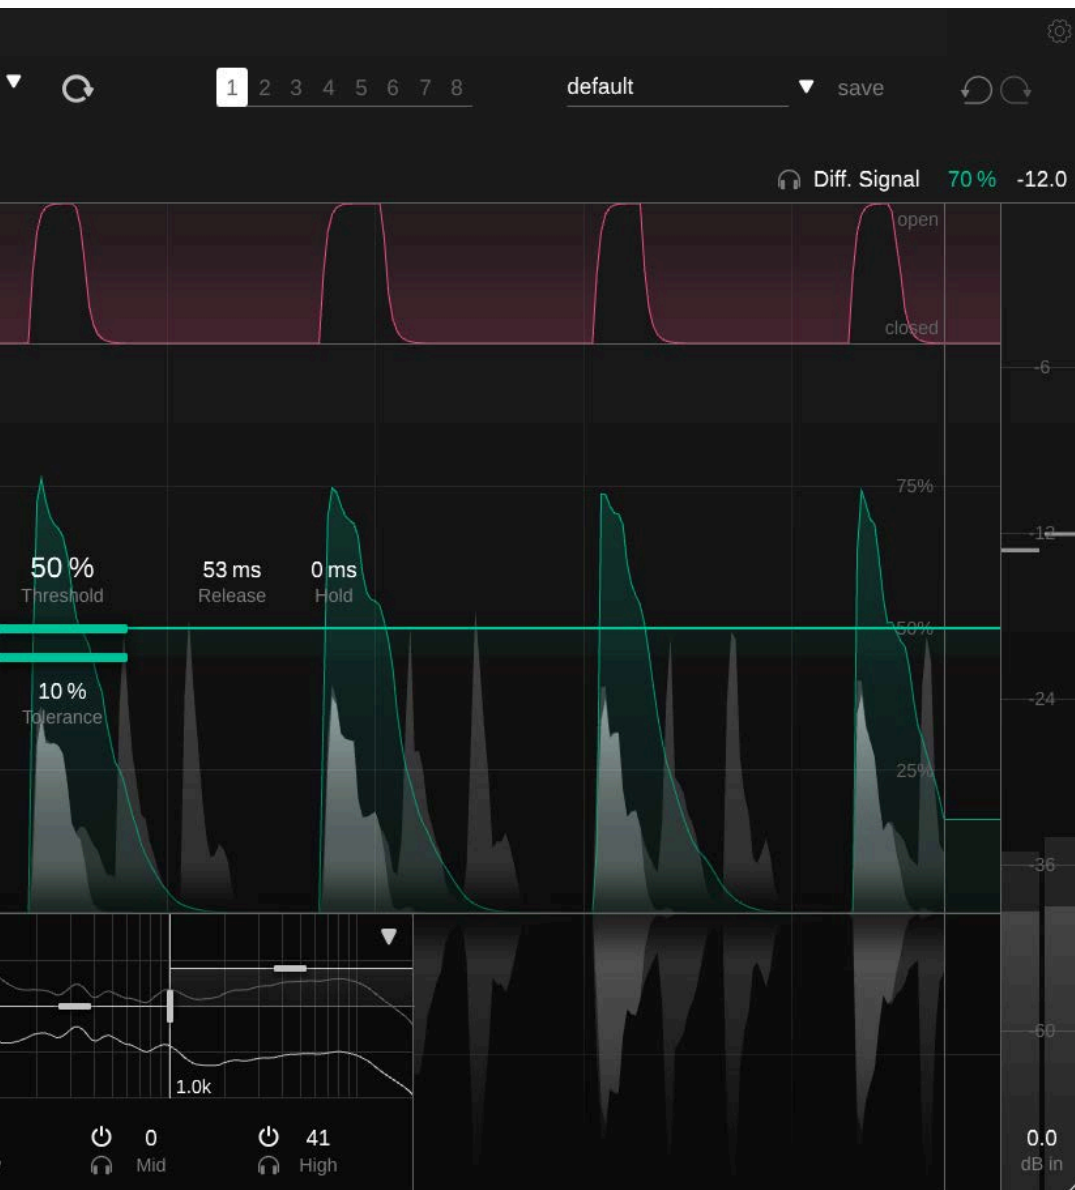 1 2 3 4 5 6 7 8 default save
Diff. Signal 70 % -12.0
open
closed
-6
75%
-12
50 % 53 ms 0 ms
Threshold Release Hold
50%
10 %
Tolerance
-24
25%
-36
-60
1.0k
0 41 0.0
Mid High dB in